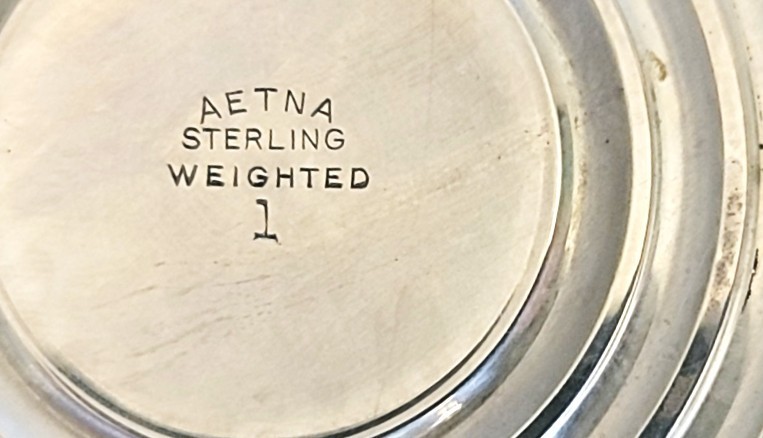 AETNA
STERLING
WEIGHTED
1